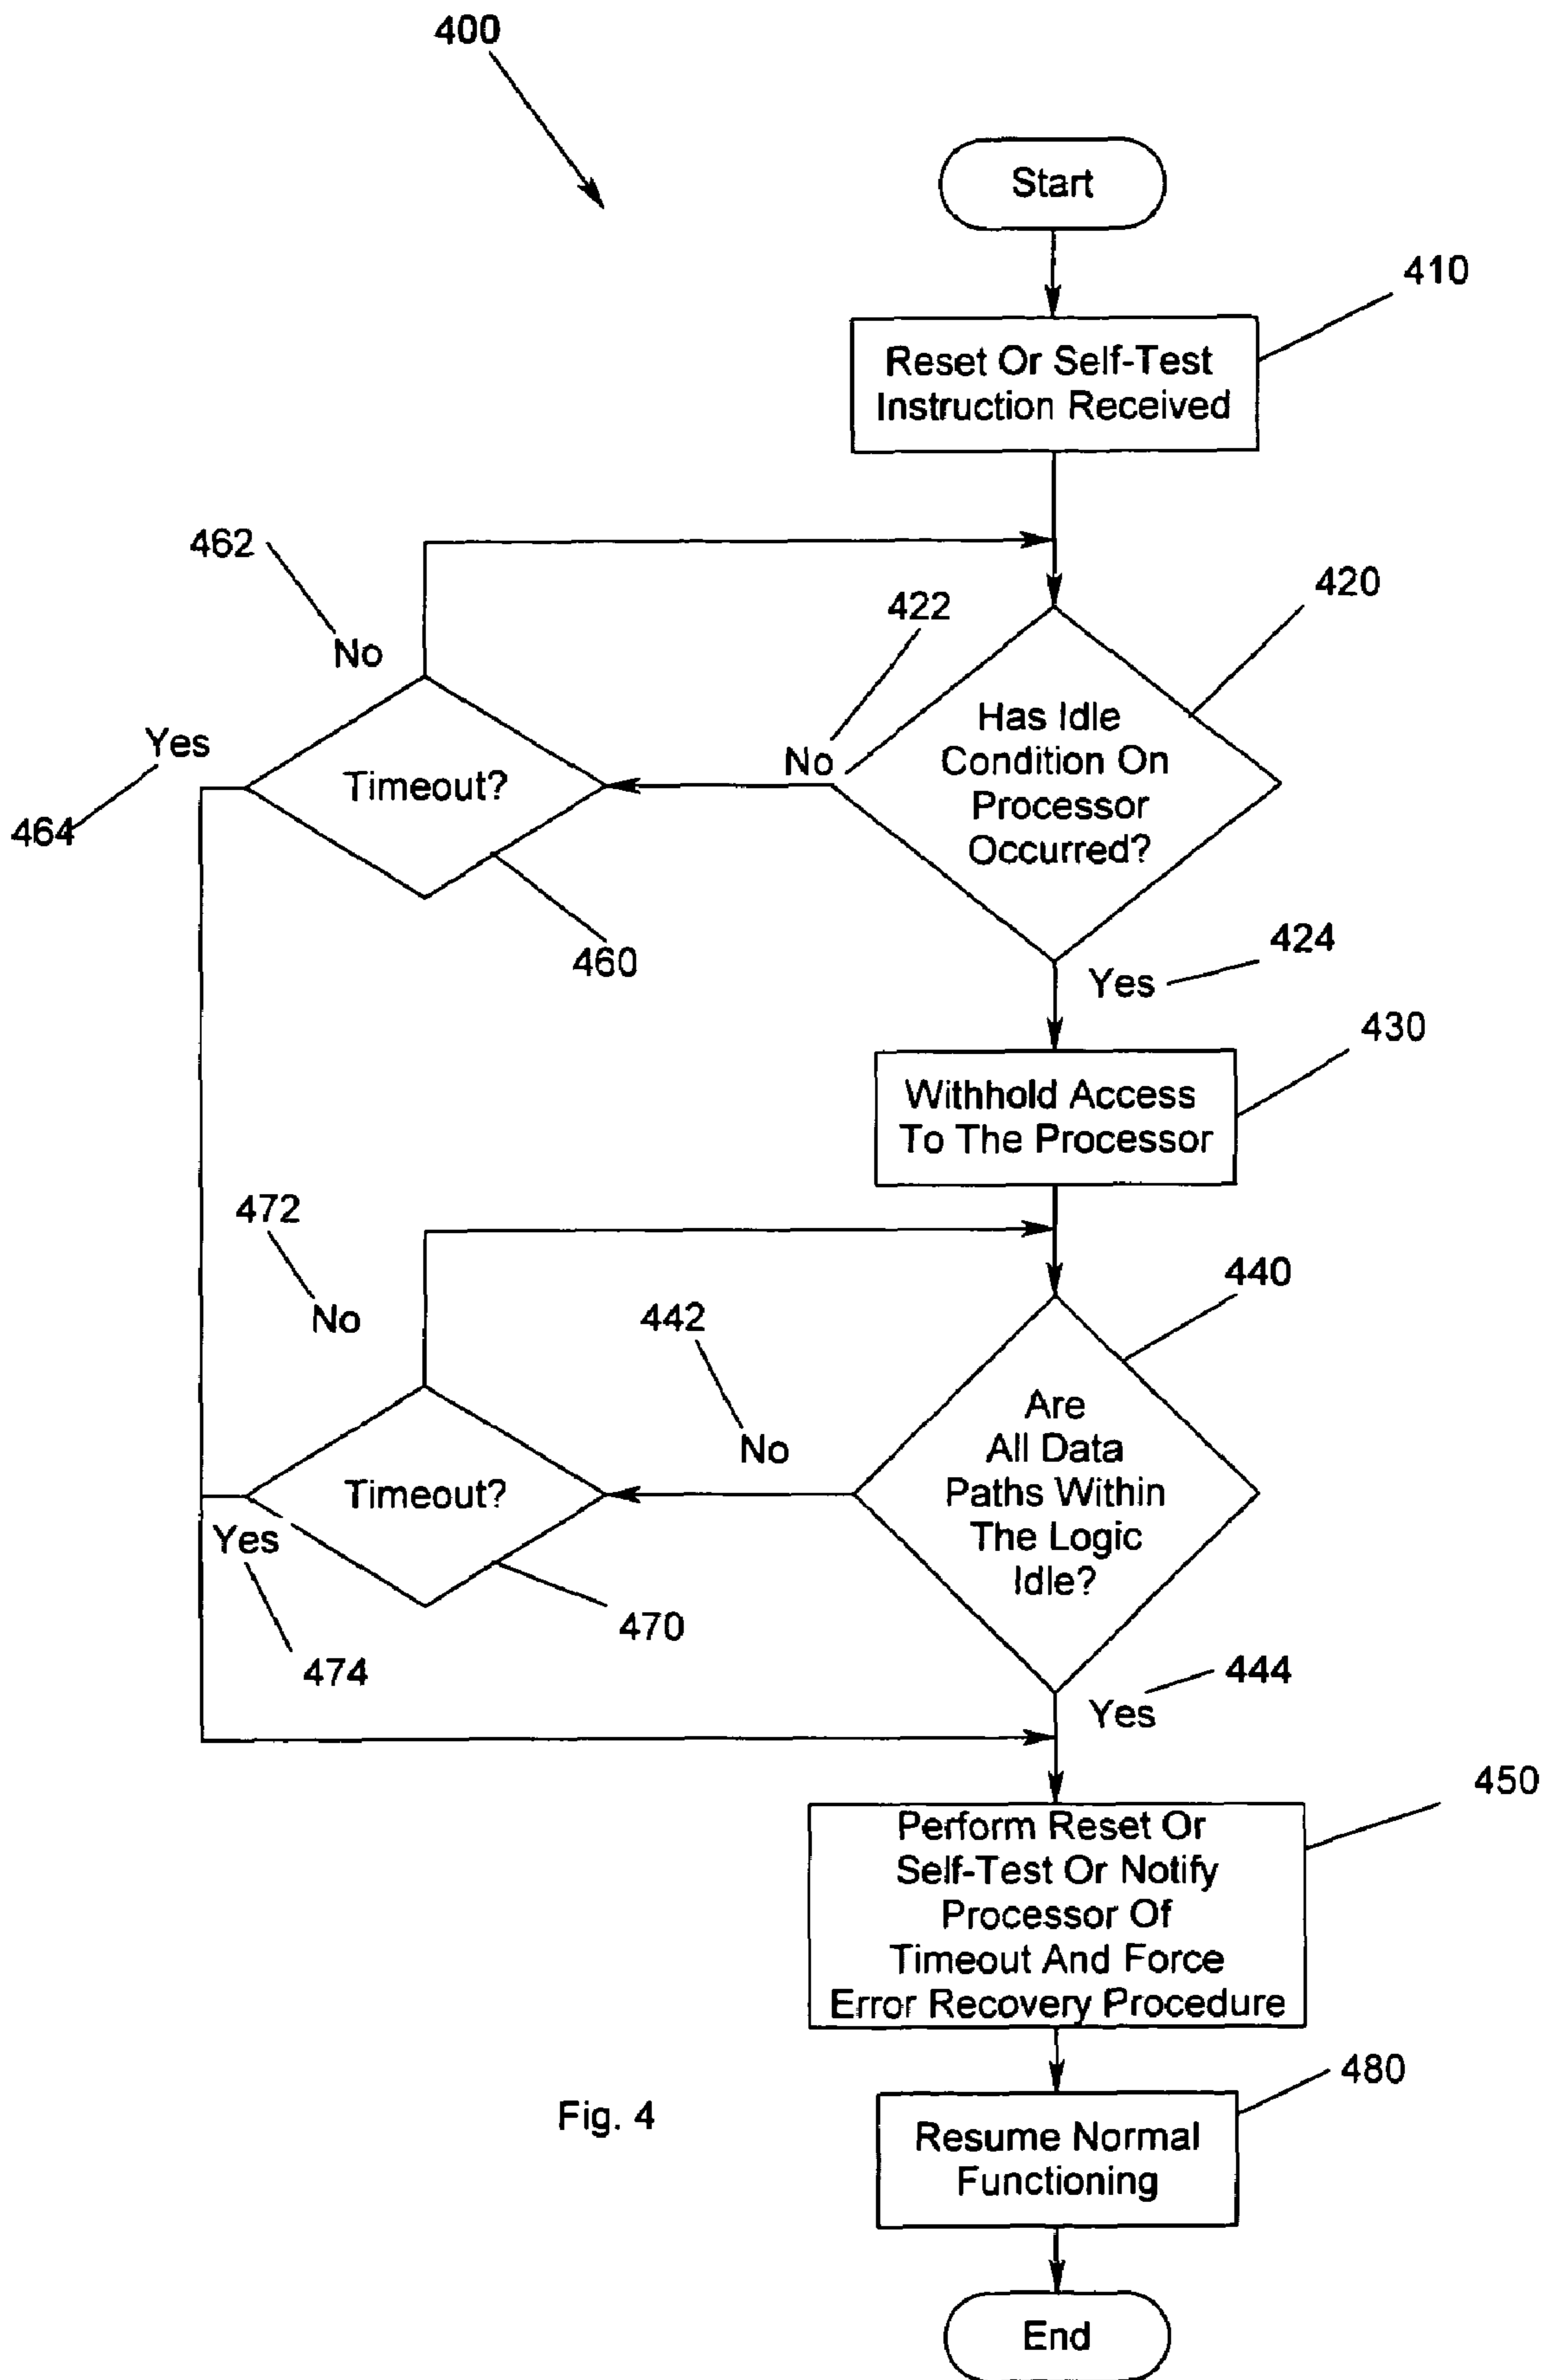 400
Start
410
Reset Or Self-Test
Instruction Received
462
No
422
No
420
Has Idle
Condition On
Processor
Occurred?
Yes
464
Timeout?
460
424
Yes
430
Withhold Access
To The Processor
472
No
442
No
440
Are
All Data
Paths Within
The Logic
Idle?
Timeout?
Yes
474
470
444
Yes
450
Perform Reset Or
Self-Test Or Notify
Processor Of
Timeout And Force
Error Recovery Procedure
480
Resume Normal
Functioning
Fig. 4
End